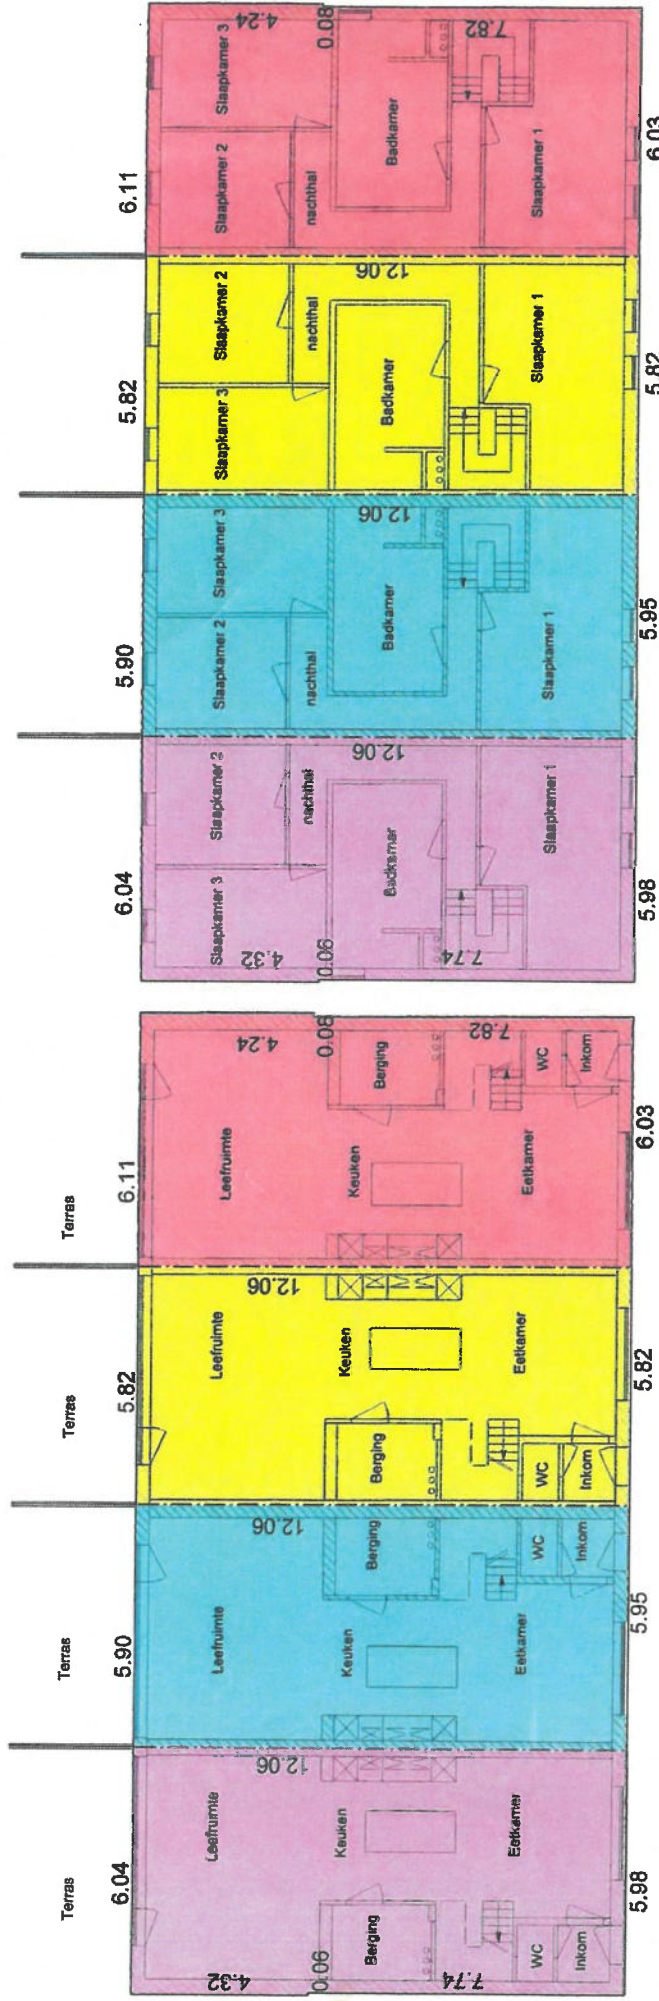 6.11
6.03
4.24
0.08
7.82
Slaapkamer 3
Slaapkamer 2
nachthal
Badkamer
Slaapkamer 1
5.82
5.82
12.06
Slaapkamer 2
Slaapkamer 3
nachthal
Badkamer
Slaapkamer 1
5.90
5.95
12.06
Slaapkamer 3
Slaapkamer 2
nachthal
Badkamer
Slaapkamer 1
6.04
5.98
12.06
4.32
0.06
7.74
Slaapkamer 2
Slaapkamer 3
nachthal
Badkamer
Slaapkamer 1
Terras
6.11
6.03
4.24
0.08
7.82
Leefruimte
Keuken
Berging
Eetkamer
WC
Inkom
Terras
5.82
5.82
12.06
Leefruimte
Keuken
Berging
Eetkamer
WC
Inkom
Terras
5.90
5.95
12.06
Leefruimte
Keuken
Berging
Eetkamer
WC
Inkom
Terras
6.04
5.98
12.06
4.32
0.06
7.74
Leefruimte
Keuken
Berging
Eetkamer
WC
Inkom